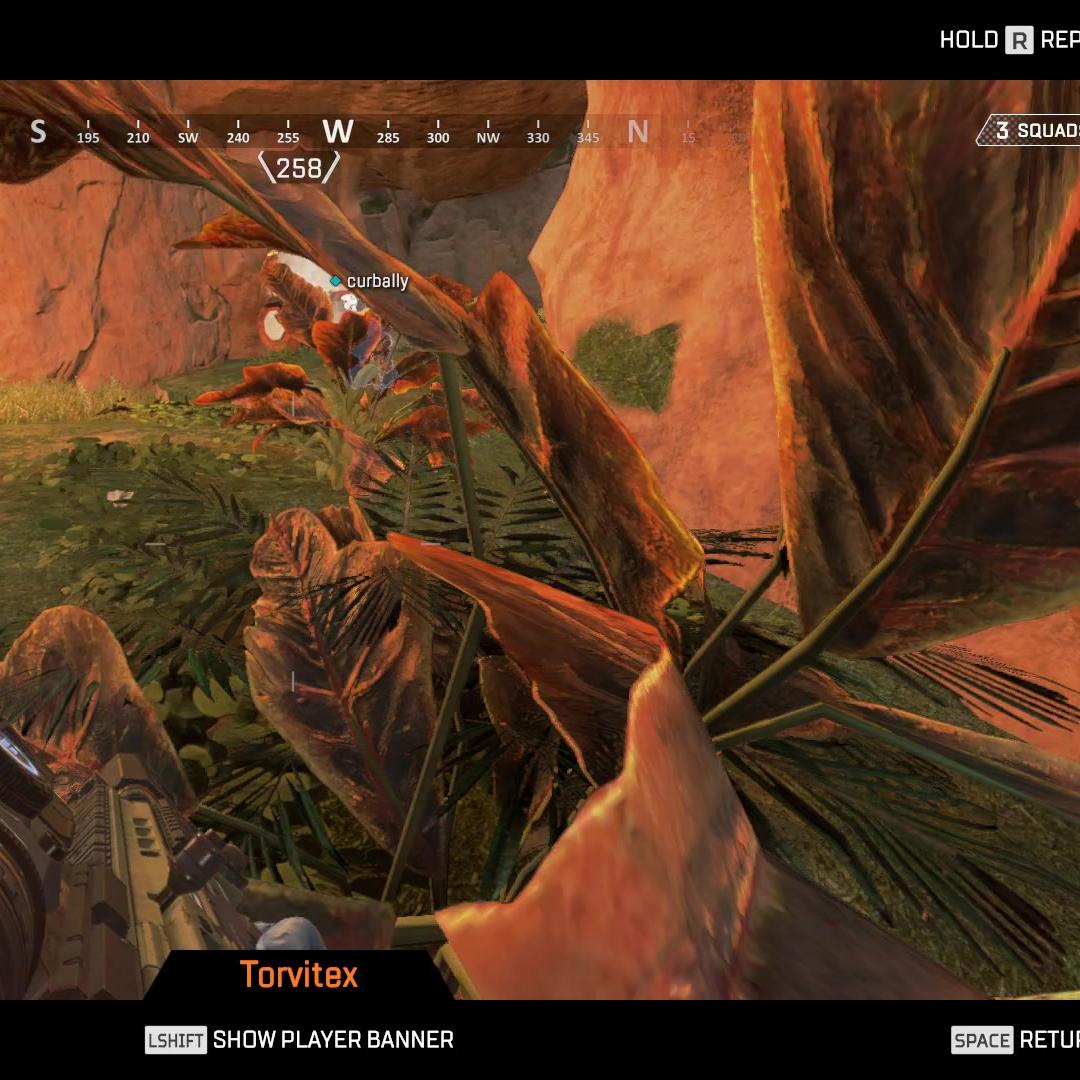 HOLD R REP
S 195 210 SW 240 255 W 285 300 NW 330 345 N 15
258
3 SQUADS
curbally
Torvitex
LSHIFT SHOW PLAYER BANNER
SPACE RETUR